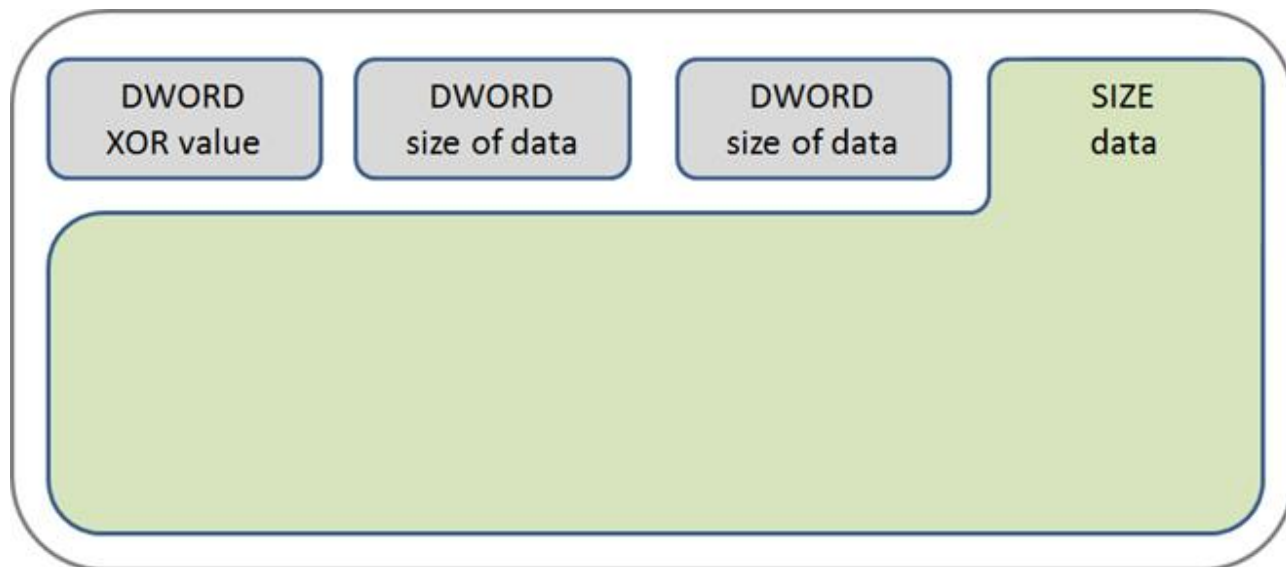 DWORD
XOR value
DWORD
size of data
DWORD
size of data
SIZE
data